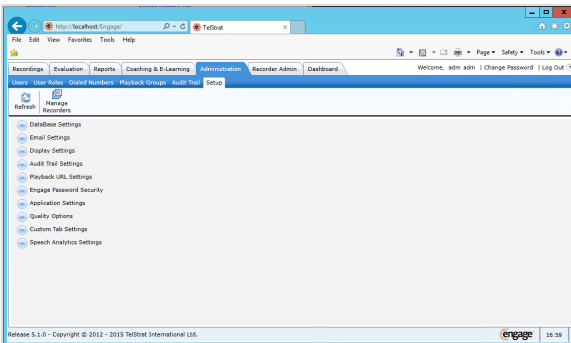 http://localhost/Engage/
TelStrat
File Edit View Favorites Tools Help
Page Safety Tools
Recordings Evaluation Reports Coaching & E-Learning Administration Recorder Admin Dashboard Welcome, adm adm | Change Password | Log Out
Users User Roles Dialed Numbers Playback Groups Audit Trail Setup
Refresh Manage
Recorders
DataBase Settings
Email Settings
Display Settings
Audit Trail Settings
Playback URL Settings
Engage Password Security
Application Settings
Quality Options
Custom Tab Settings
Speech Analytics Settings
Release 5.1.0 - Copyright © 2012 - 2015 TelStrat International Ltd. engage 16:59